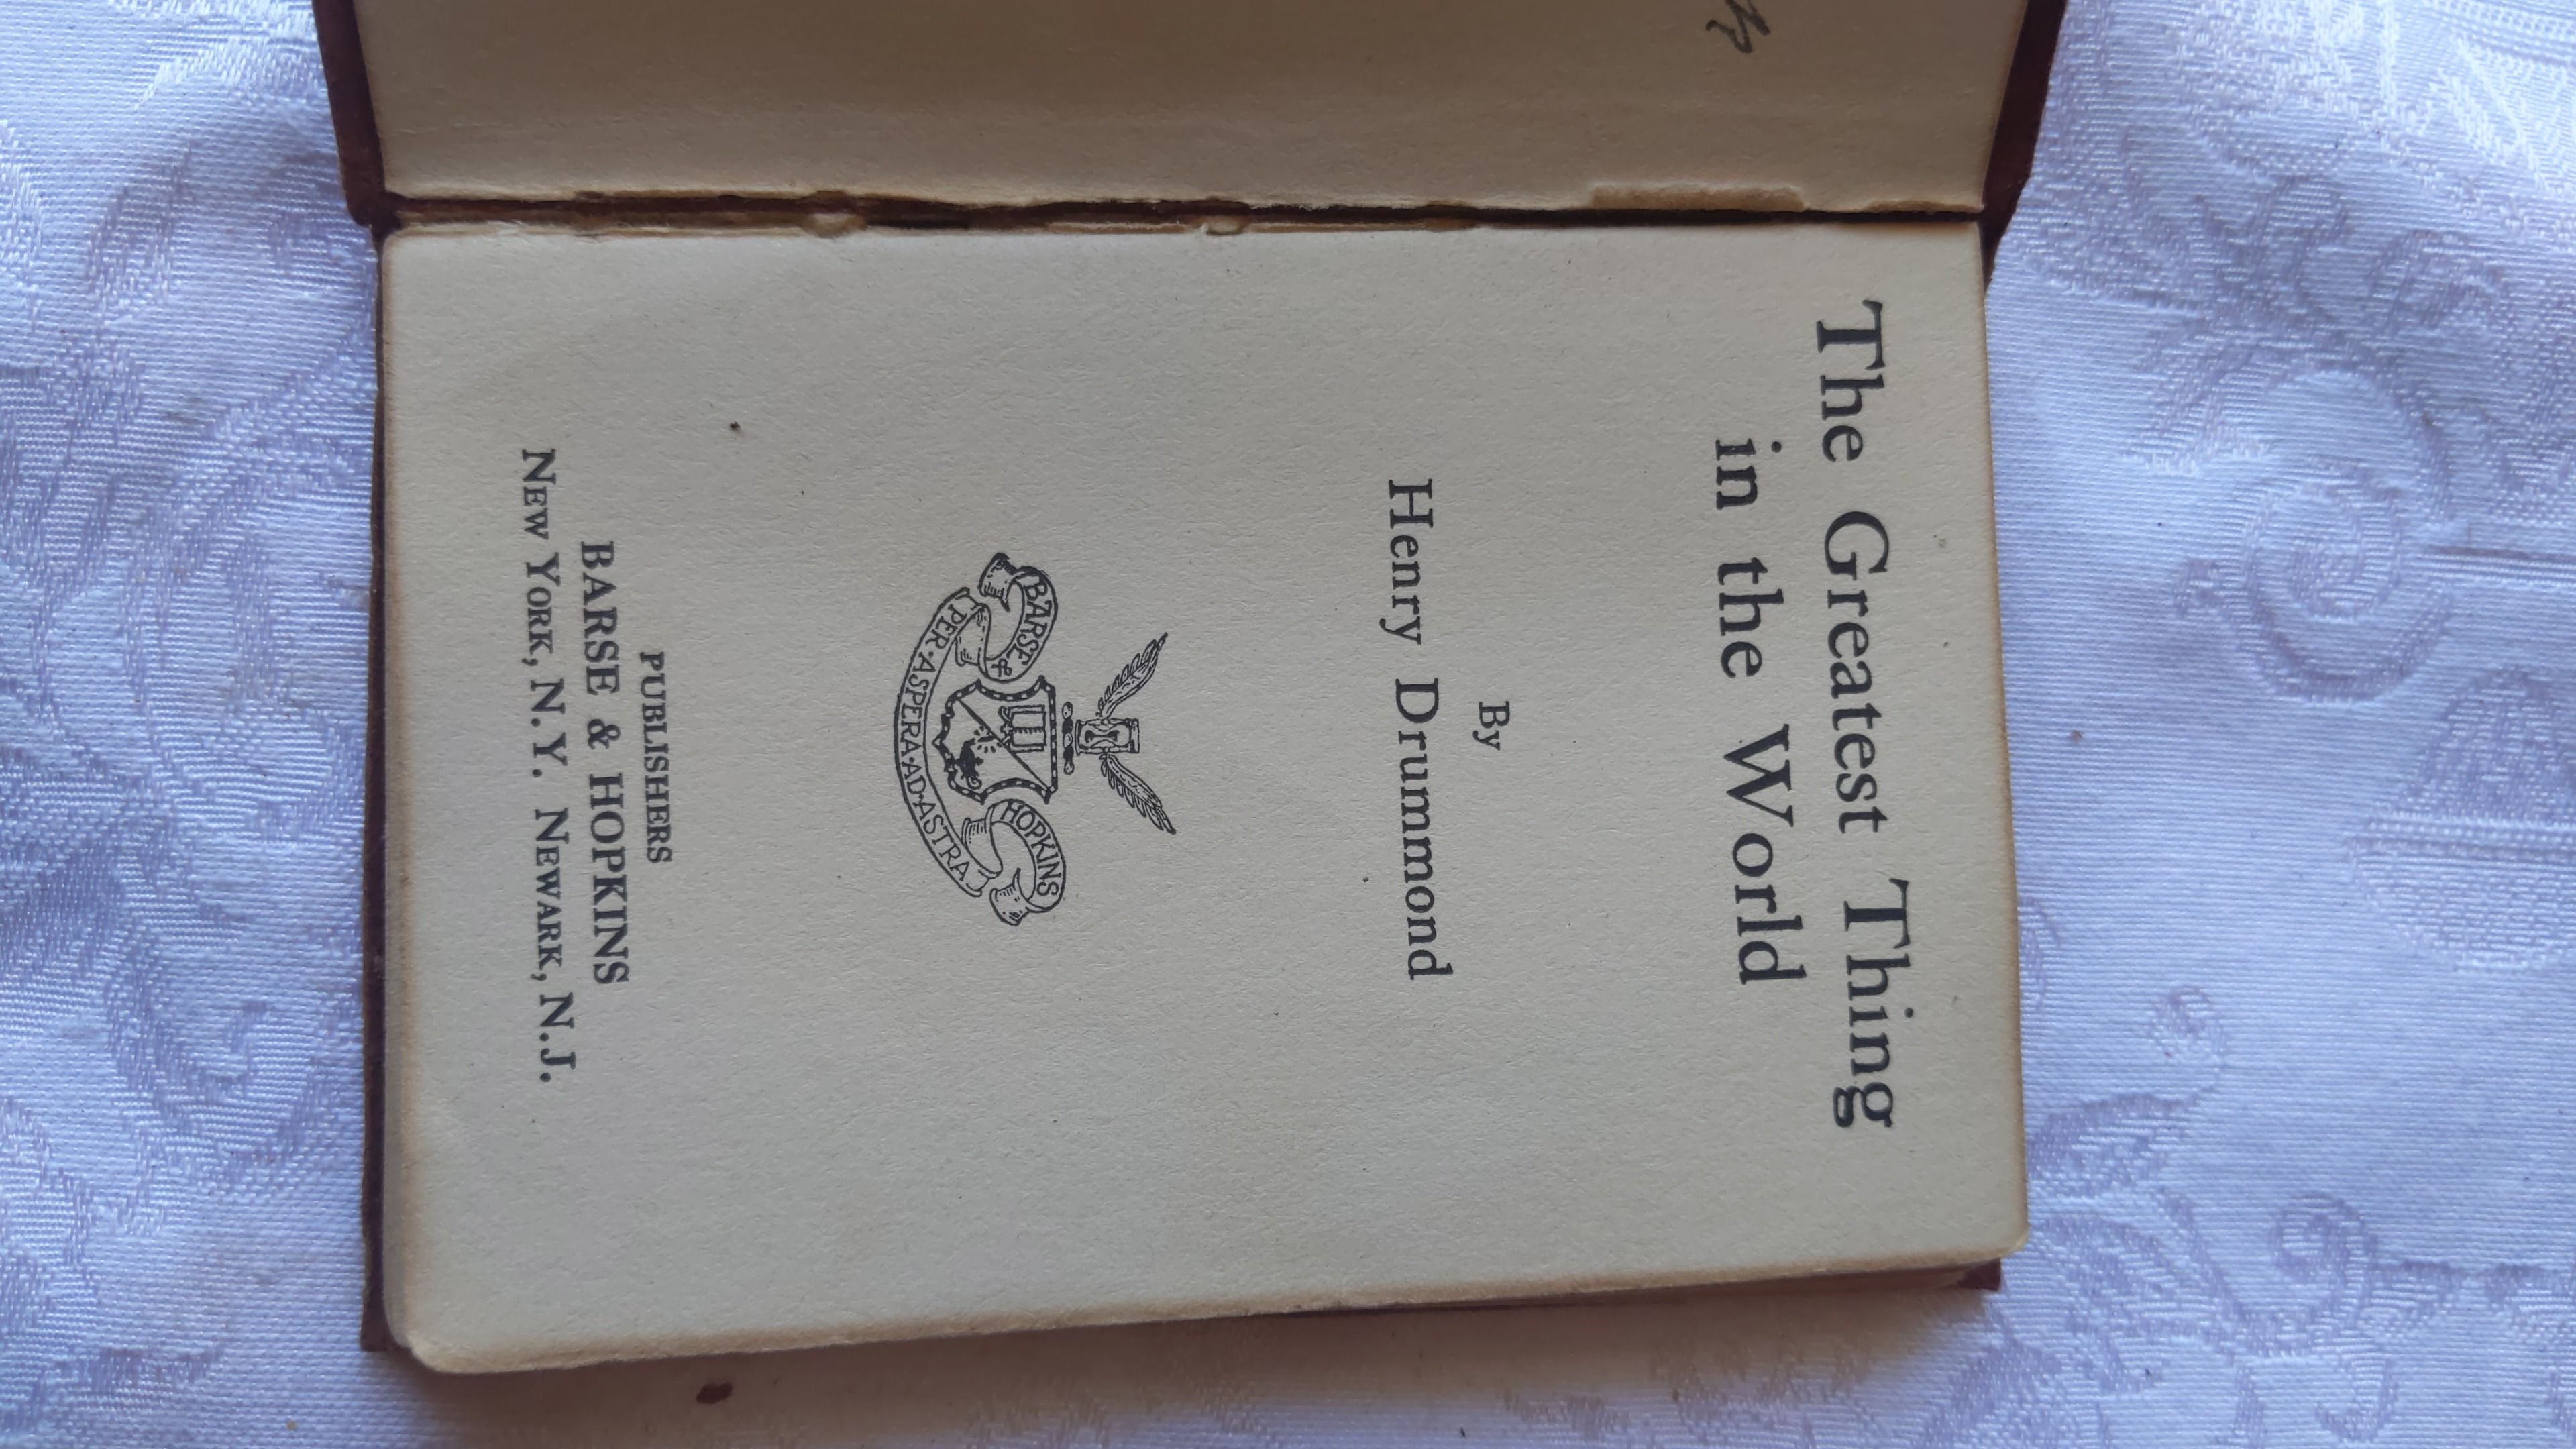 The Greatest Thing
in the World
By
Henry Drummond
BARSE & HOPKINS
PER·ASPERA·AD·ASTRA
PUBLISHERS
BARSE & HOPKINS
NEW YORK, N.Y. NEWARK, N.J.